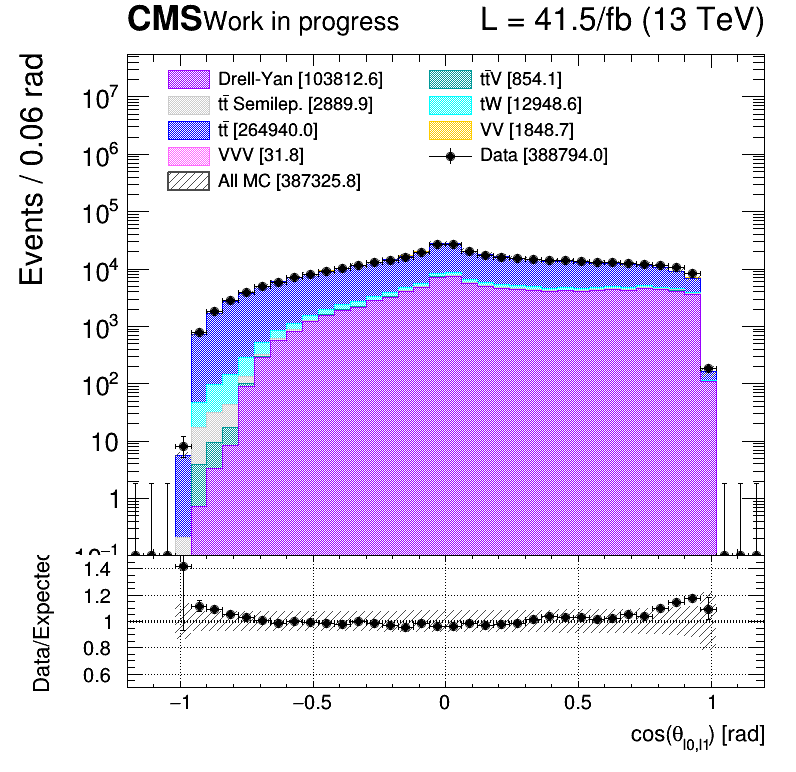 CMS Work in progress L = 41.5/fb (13 TeV)
Events / 0.06 rad
Drell-Yan [103812.6]
tt̄ Semilep. [2889.9]
tt̄ [264940.0]
VVV [31.8]
All MC [387325.8]
tt̄V [854.1]
tW [12948.6]
VV [1848.7]
Data [388794.0]
10⁷
10⁶
10⁵
10⁴
10³
10²
10
1
Data/Expected
1.4
1.2
1
0.8
0.6
−1 −0.5 0 0.5 1
cos(θ_{l0,l1}) [rad]